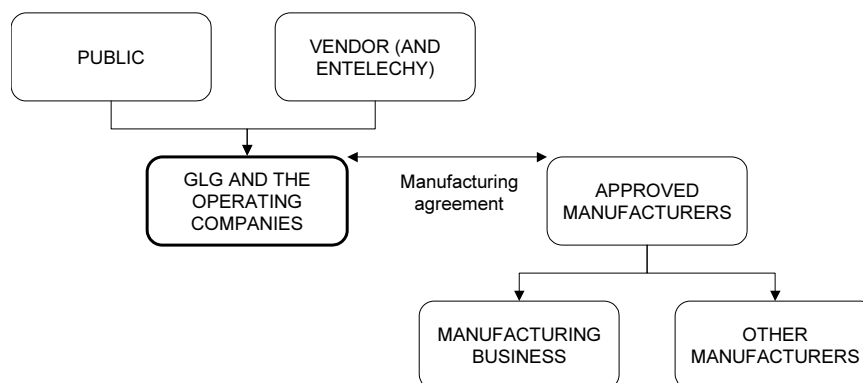 PUBLIC
VENDOR (AND
ENTELECHY)
GLG AND THE
OPERATING
COMPANIES
Manufacturing
agreement
APPROVED
MANUFACTURERS
MANUFACTURING
BUSINESS
OTHER
MANUFACTURERS